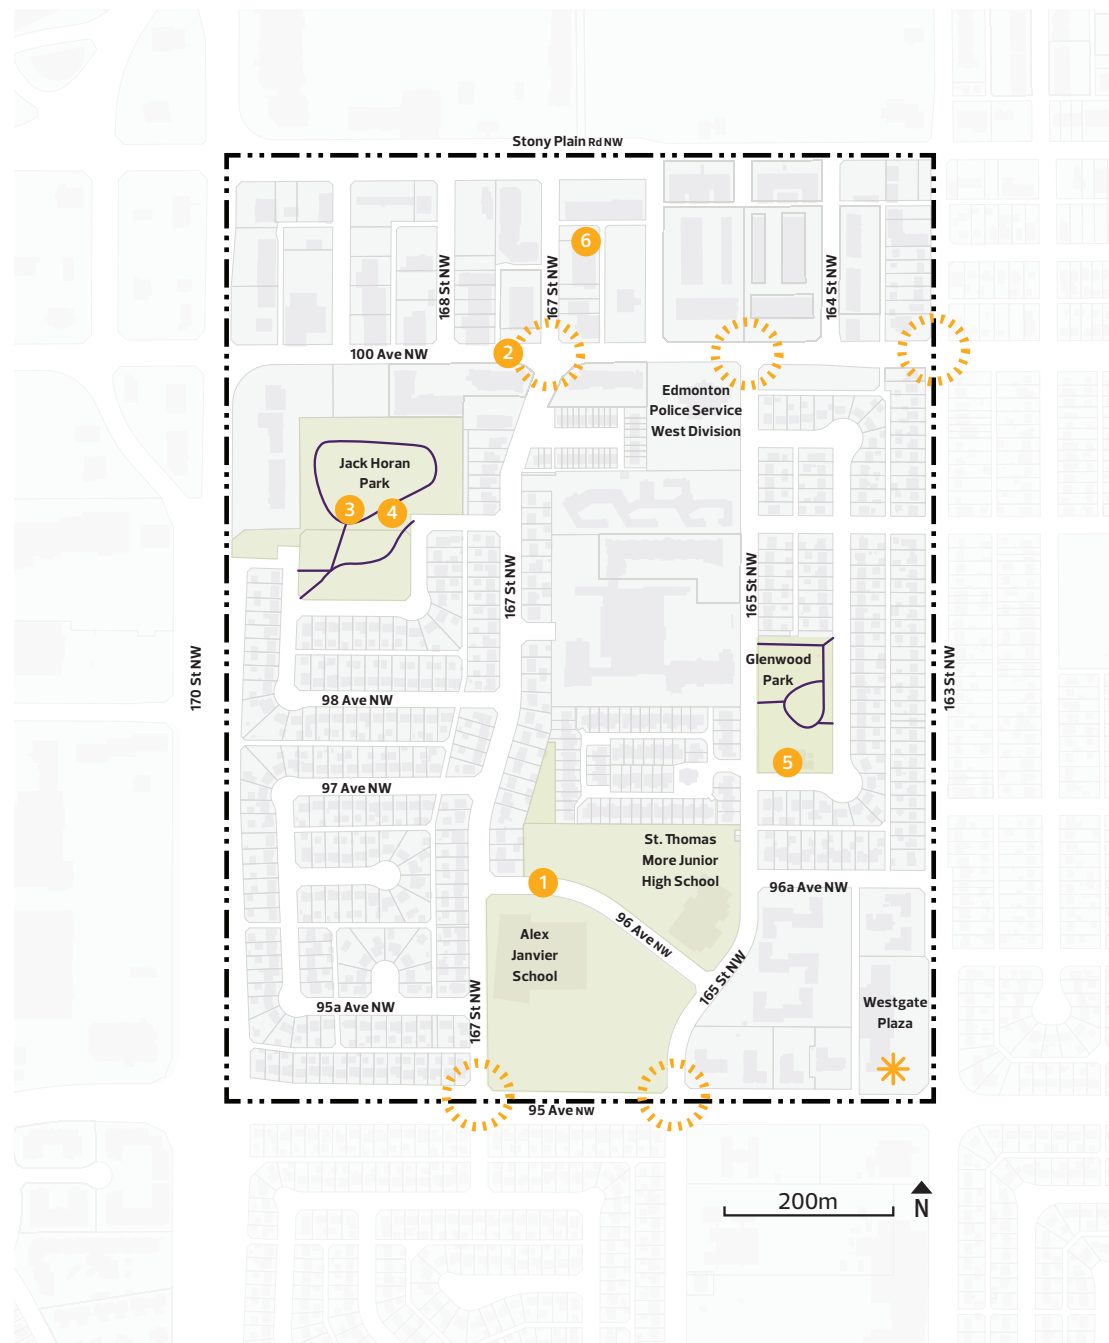 Stony Plain Rd NW
6
168 St NW
167 St NW
164 St NW
2
100 Ave NW
Edmonton
Police Service
West Division
Jack Horan
Park
3
4
167 St NW
165 St NW
170 St NW
163 St NW
Glenwood
Park
98 Ave NW
5
97 Ave NW
St. Thomas
More Junior
High School
1
96a Ave NW
96 Ave NW
Alex
Janvier
School
165 St NW
167 St NW
95a Ave NW
Westgate
Plaza
95 Ave NW
200m
N